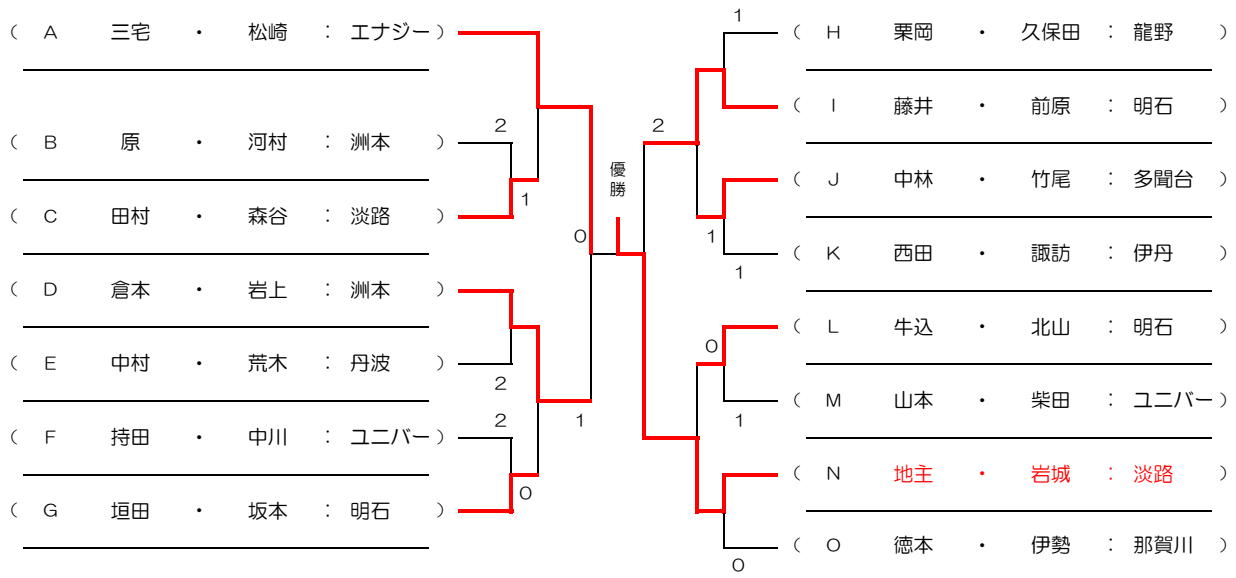 ( A 三宅 ・ 松崎 : エナジー )
( B 原 ・ 河村 : 洲本 )
( C 田村 ・ 森谷 : 淡路 )
( D 倉本 ・ 岩上 : 洲本 )
( E 中村 ・ 荒木 : 丹波 )
( F 持田 ・ 中川 : ユニバー )
( G 垣田 ・ 坂本 : 明石 )
2
1
0
2
2
1
0
優勝
1
2
1
1
0
1
0
( H 栗岡 ・ 久保田 : 龍野 )
( I 藤井 ・ 前原 : 明石 )
( J 中林 ・ 竹尾 : 多聞台 )
( K 西田 ・ 諏訪 : 伊丹 )
( L 牛込 ・ 北山 : 明石 )
( M 山本 ・ 柴田 : ユニバー )
( N 地主 ・ 岩城 : 淡路 )
( O 徳本 ・ 伊勢 : 那賀川 )